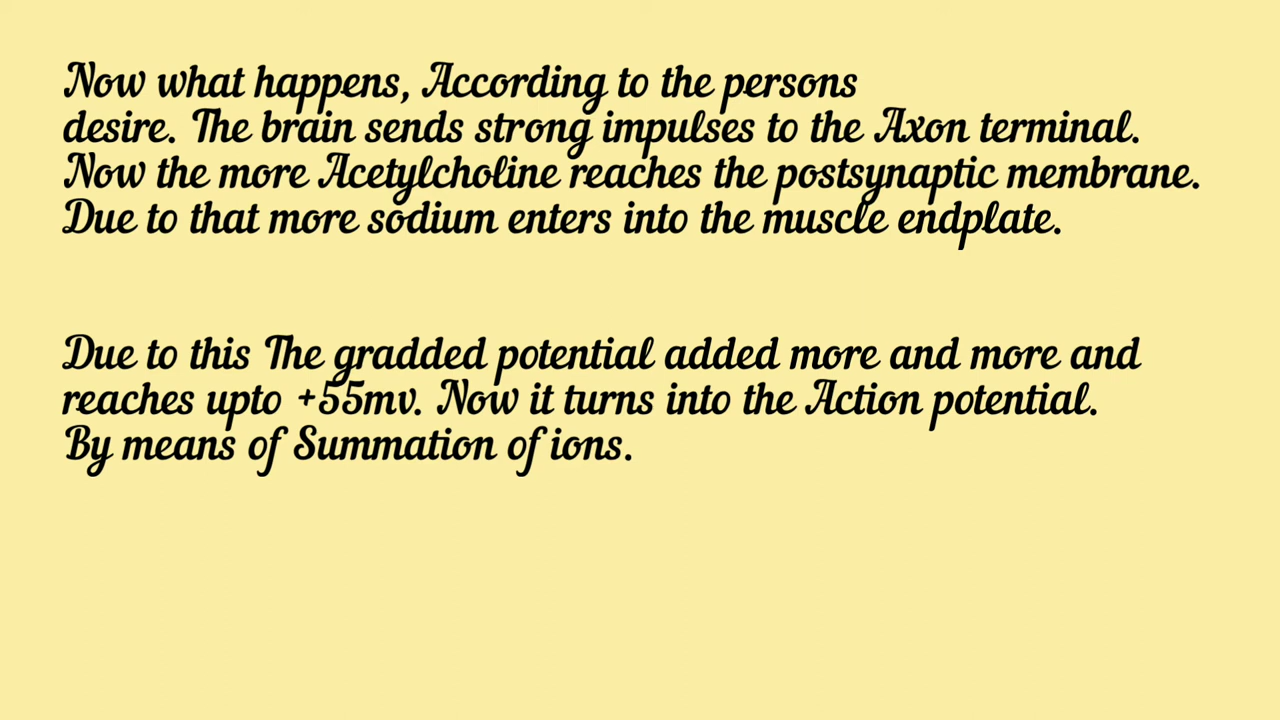 Now what happens, According to the persons
desire. The brain sends strong impulses to the Axon terminal.
Now the more Acetylcholine reaches the postsynaptic membrane.
Due to that more sodium enters into the muscle endplate.
Due to this The gradded potential added more and more and
reaches upto +55mv. Now it turns into the Action potential.
By means of Summation of ions.